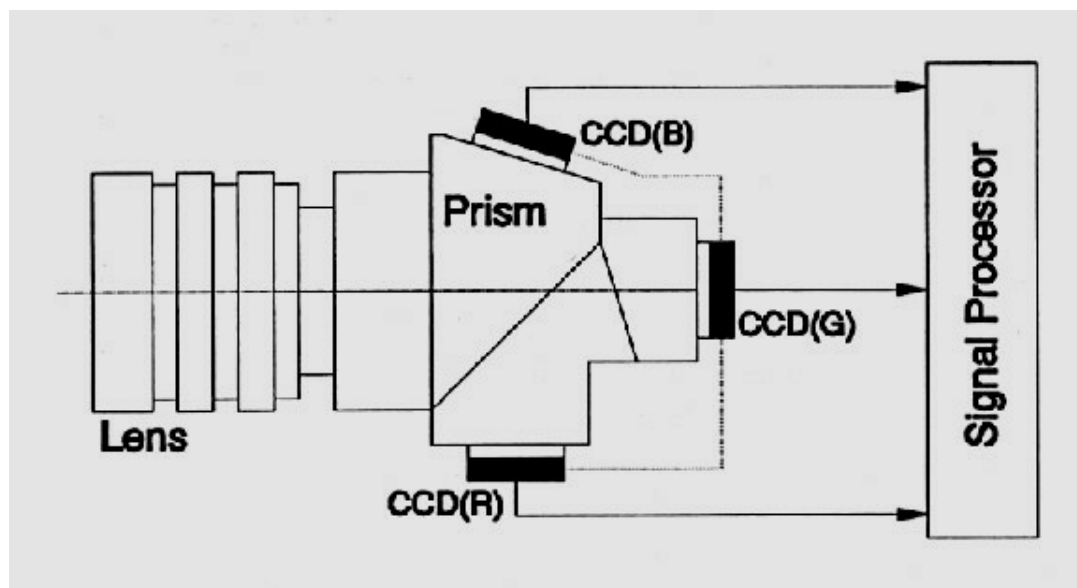 CCD(B)
Prism
CCD(G)
Lens
CCD(R)
Signal Processor